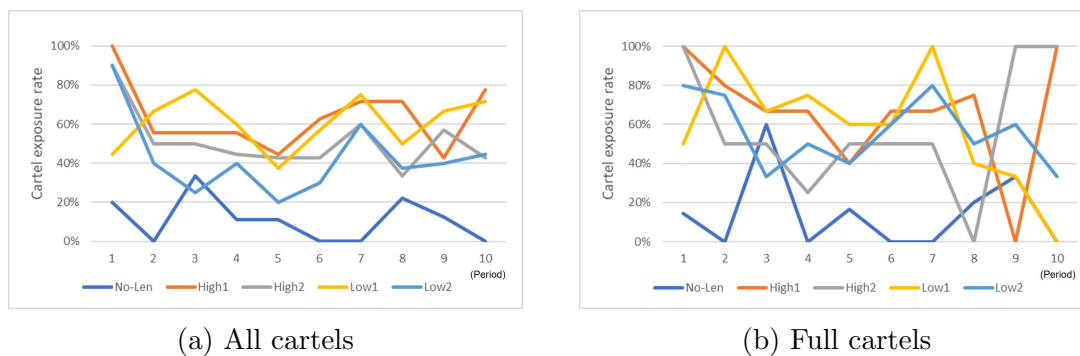 Cartel exposure rate
100%
80%
60%
40%
20%
0%
1 2 3 4 5 6 7 8 9 10
(Period)
No-Len High1 High2 Low1 Low2
(a) All cartels
Cartel exposure rate
100%
80%
60%
40%
20%
0%
1 2 3 4 5 6 7 8 9 10
(Period)
No-Len High1 High2 Low1 Low2
(b) Full cartels